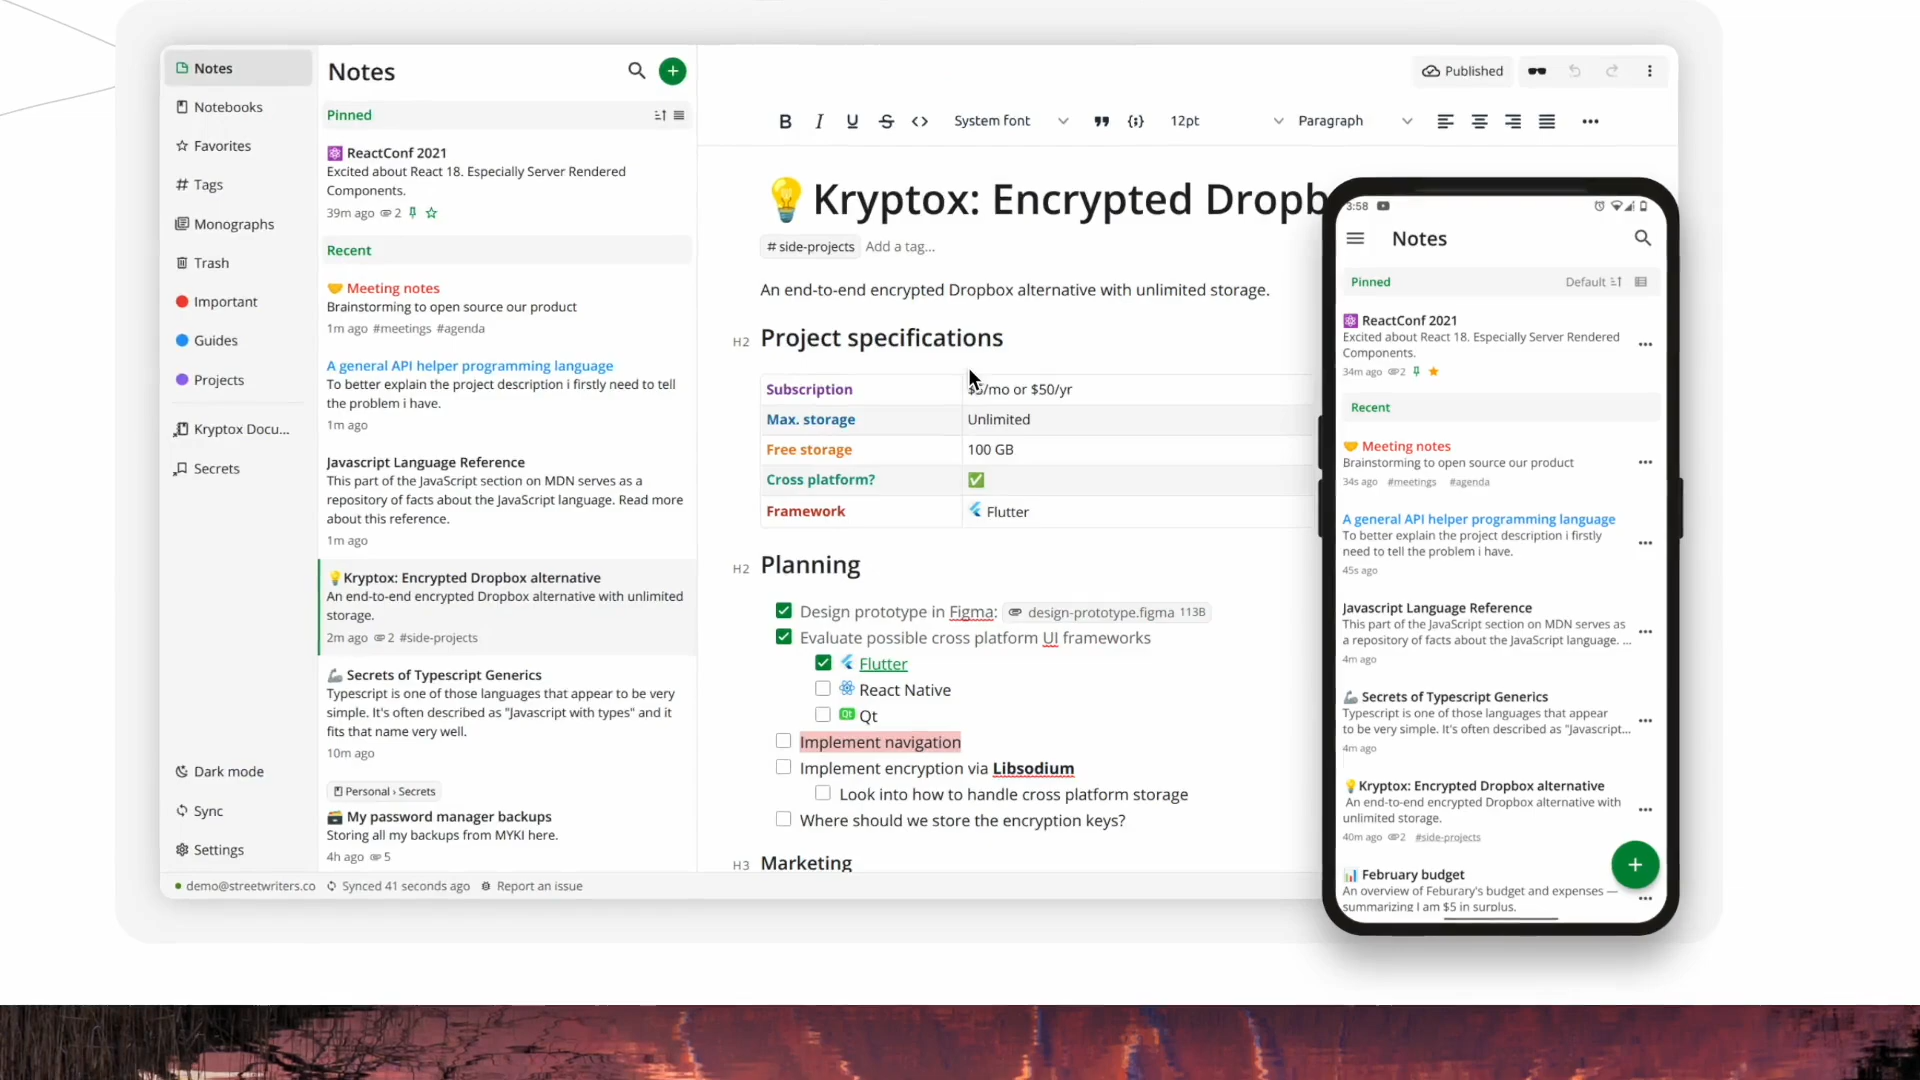 Notes
Notebooks
Favorites
# Tags
Monographs
Trash
Important
Guides
Projects
Kryptox Docu...
Secrets
Dark mode
Sync
Settings
Notes
Pinned
ReactConf 2021
Excited about React 18. Especially Server Rendered
Components.
39m ago 2
Recent
Meeting notes
Brainstorming to open source our product
1m ago #meetings #agenda
A general API helper programming language
To better explain the project description i firstly need to tell
the problem i have.
1m ago
Javascript Language Reference
This part of the JavaScript section on MDN serves as a
repository of facts about the JavaScript language. Read more
about this reference.
1m ago
Kryptox: Encrypted Dropbox alternative
An end-to-end encrypted Dropbox alternative with unlimited
storage.
2m ago 2 #side-projects
Secrets of Typescript Generics
Typescript is one of those languages that appear to be very
simple. It's often described as "Javascript with types" and it
fits that name very well.
10m ago
Personal › Secrets
My password manager backups
Storing all my backups from MYKI here.
4h ago 5
demo@streetwriters.co Synced 41 seconds ago Report an issue
Published
B I U S <> System font 12pt Paragraph
Kryptox: Encrypted Dropb
# side-projects Add a tag...
An end-to-end encrypted Dropbox alternative with unlimited storage.
H2 Project specifications
Subscription /mo or $50/yr
Max. storage Unlimited
Free storage 100 GB
Cross platform? ✅
Framework Flutter
H2 Planning
Design prototype in Figma: design-prototype.figma 113B
Evaluate possible cross platform UI frameworks
Flutter
React Native
Qt Qt
Implement navigation
Implement encryption via Libsodium
Look into how to handle cross platform storage
Where should we store the encryption keys?
H3 Marketing
3:58
Notes
Pinned Default
ReactConf 2021
Excited about React 18. Especially Server Rendered
Components.
34m ago 2
Recent
Meeting notes
Brainstorming to open source our product
34s ago #meetings #agenda
A general API helper programming language
To better explain the project description i firstly
need to tell the problem i have.
45s ago
Javascript Language Reference
This part of the JavaScript section on MDN serves as
a repository of facts about the JavaScript language. ...
4m ago
Secrets of Typescript Generics
Typescript is one of those languages that appear
to be very simple. It's often described as "Javascript...
4m ago
Kryptox: Encrypted Dropbox alternative
An end-to-end encrypted Dropbox alternative with
unlimited storage.
40m ago 2 #side-projects
February budget
An overview of Feburary's budget and expenses —
summarizing I am $5 in surplus.